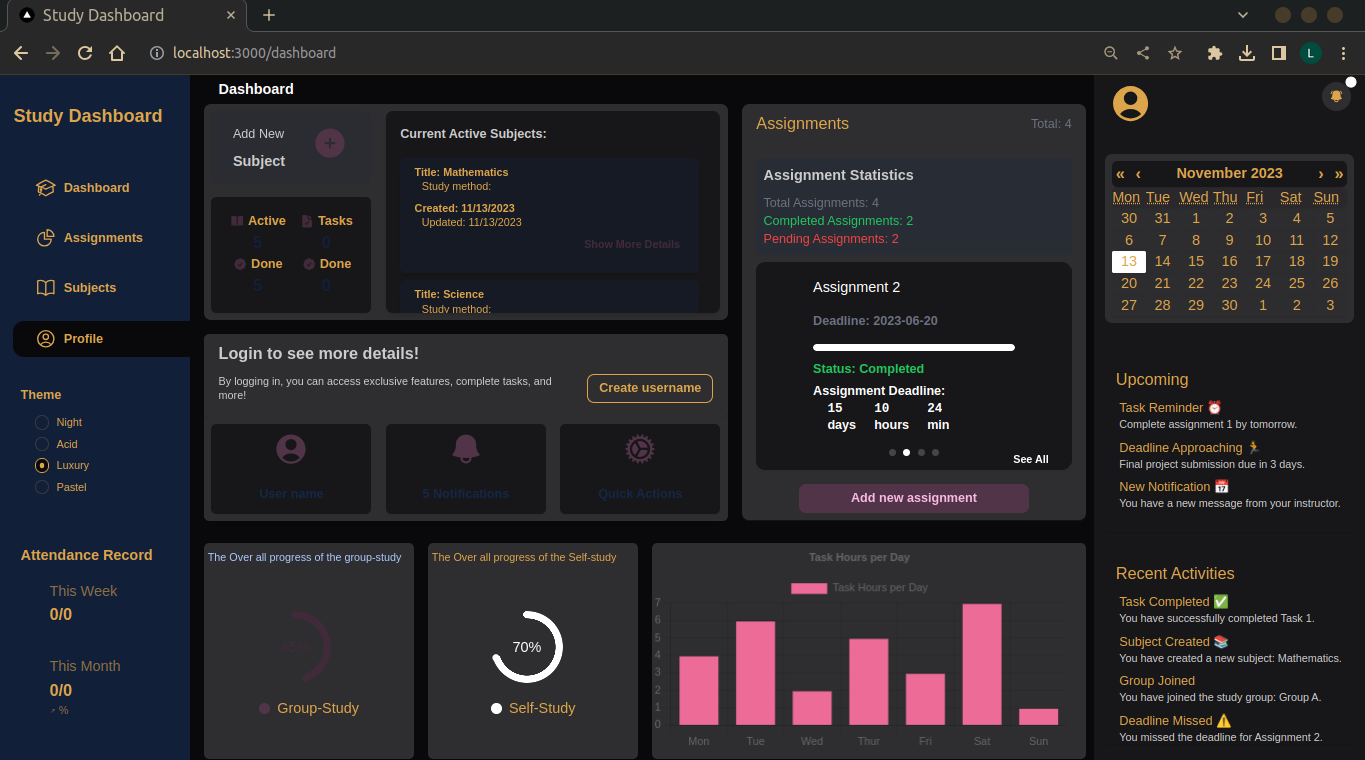 Study Dashboard
localhost:3000/dashboard
L
Study Dashboard
Dashboard
Assignments
Subjects
Profile
Theme
Night
Acid
Luxury
Pastel
Attendance Record
This Week
0/0
This Month
0/0
%
Dashboard
Add New
Subject
Active
Tasks
5
0
Done
Done
5
0
Current Active Subjects:
Title: Mathematics
Study method:
Created: 11/13/2023
Updated: 11/13/2023
Show More Details
Title: Science
Study method:
Login to see more details!
By logging in, you can access exclusive features, complete tasks, and
more!
Create username
User name
5 Notifications
Quick Actions
Assignments
Total: 4
Assignment Statistics
Total Assignments: 4
Completed Assignments: 2
Pending Assignments: 2
Assignment 2
Deadline: 2023-06-20
Status: Completed
Assignment Deadline:
15 10 24
days hours min
See All
Add new assignment
The Over all progress of the group-study
Group-Study
The Over all progress of the Self-study
70%
Self-Study
Task Hours per Day
Task Hours per Day
7
6
5
4
3
2
1
0
Mon Tue Wed Thur Fri Sat Sun
« ‹ November 2023 › »
Mon Tue Wed Thu Fri Sat Sun
30 31 1 2 3 4 5
6 7 8 9 10 11 12
13 14 15 16 17 18 19
20 21 22 23 24 25 26
27 28 29 30 1 2 3
Upcoming
Task Reminder ⏰
Complete assignment 1 by tomorrow.
Deadline Approaching 🏃
Final project submission due in 3 days.
New Notification 📅
You have a new message from your instructor.
Recent Activities
Task Completed ✅
You have successfully completed Task 1.
Subject Created 📚
You have created a new subject: Mathematics.
Group Joined
You have joined the study group: Group A.
Deadline Missed ⚠️
You missed the deadline for Assignment 2.